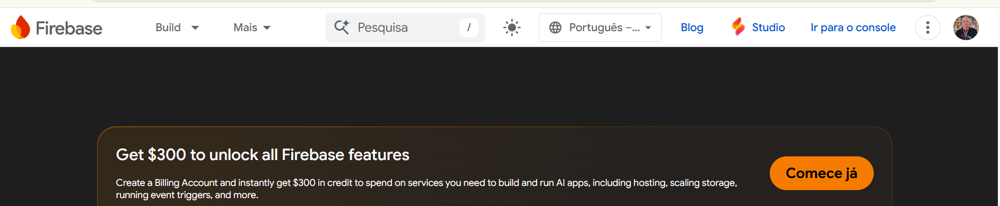 Firebase
Build
Mais
Pesquisa
/
Português –...
Blog
Studio
Ir para o console
Get $300 to unlock all Firebase features
Create a Billing Account and instantly get $300 in credit to spend on services you need to build and run AI apps, including hosting, scaling storage,
running event triggers, and more.
Comece já